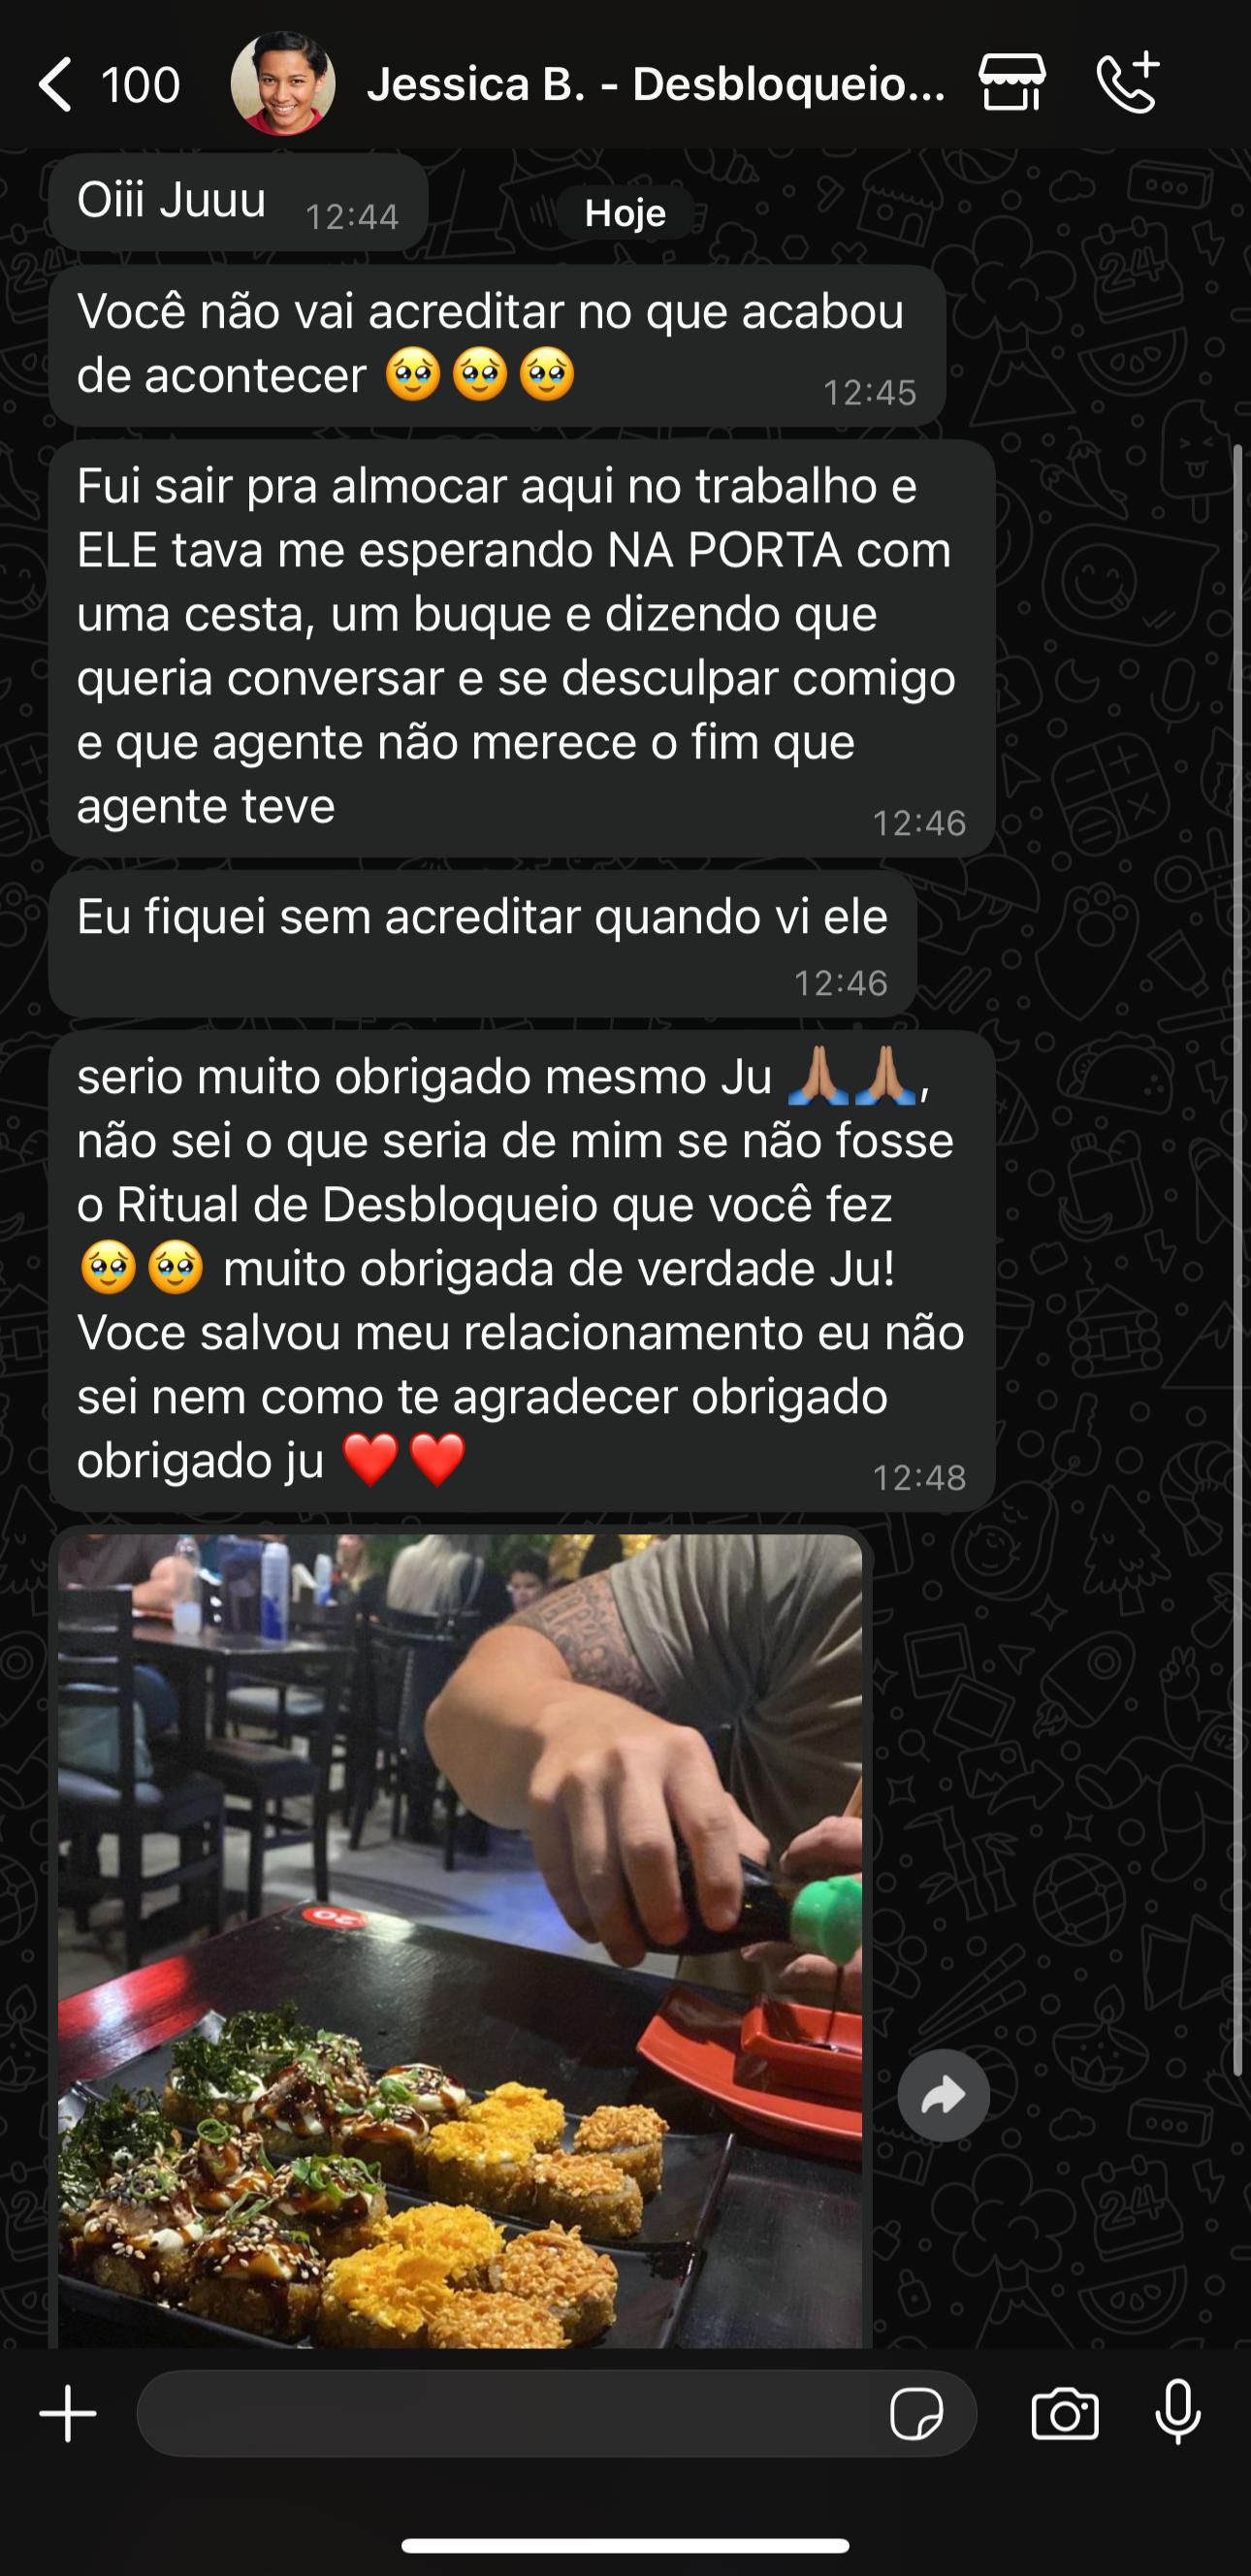 100 Jessica B. - Desbloqueio...
Oiii Juuu 12:44
Hoje
Você não vai acreditar no que acabou
de acontecer 🥹🥹🥹 12:45
Fui sair pra almocar aqui no trabalho e
ELE tava me esperando NA PORTA com
uma cesta, um buque e dizendo que
queria conversar e se desculpar comigo
e que agente não merece o fim que
agente teve 12:46
Eu fiquei sem acreditar quando vi ele
12:46
serio muito obrigado mesmo Ju 🙏🏽🙏🏽,
não sei o que seria de mim se não fosse
o Ritual de Desbloqueio que você fez
🥹🥹 muito obrigada de verdade Ju!
Voce salvou meu relacionamento eu não
sei nem como te agradecer obrigado
obrigado ju ❤️❤️ 12:48
20